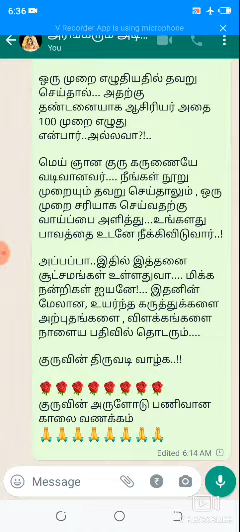 6:36
V Recorder App is using microphone
You
ஒரு முறை எழுதியதில் தவறு
செய்தால்... அதற்கு
தண்டனையாக ஆசிரியர் அதை
100 முறை எழுது
என்பார்.அல்லவா?!..
மெய் ஞான குரு கருணையே
வடிவானவர்.... நீங்கள் நூறு
முறையும் தவறு செய்தாலும் , ஒரு
முறை சரியாக செய்வதற்கு
வாய்ப்பை அளித்து...உங்களது
பாவத்தை உடனே நீக்கிவிடுவார்..!
அப்பப்பா..இதில் இத்தனை
சூட்சமங்கள் உள்ளதுவா.... மிக்க
நன்றிகள் ஐயனே!... இதனின்
மேலான, உயர்ந்த கருத்துக்களை
அற்புதங்களை , விளக்கங்களை
நாளைய பதிவில் தொடரும்....
குருவின் திருவடி வாழ்க..!!
குருவின் அருளோடு பணிவான
காலை வணக்கம்
Edited 6:14 AM
Message